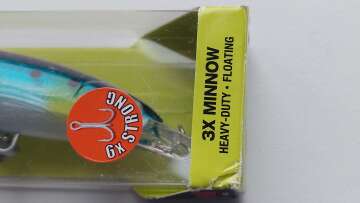 3X MINNOW
HEAVY-DUTY • FLOATING
6X STRONG